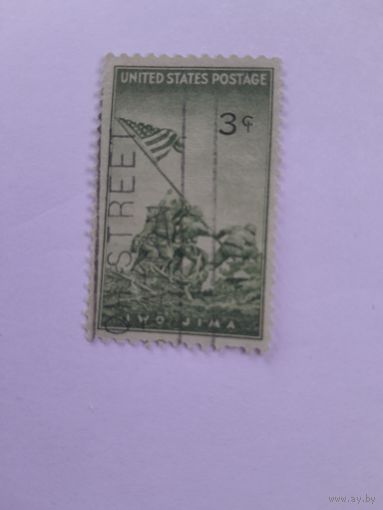 UNITED STATES POSTAGE
3¢
STREET
IWO JIMA
www.ay.by